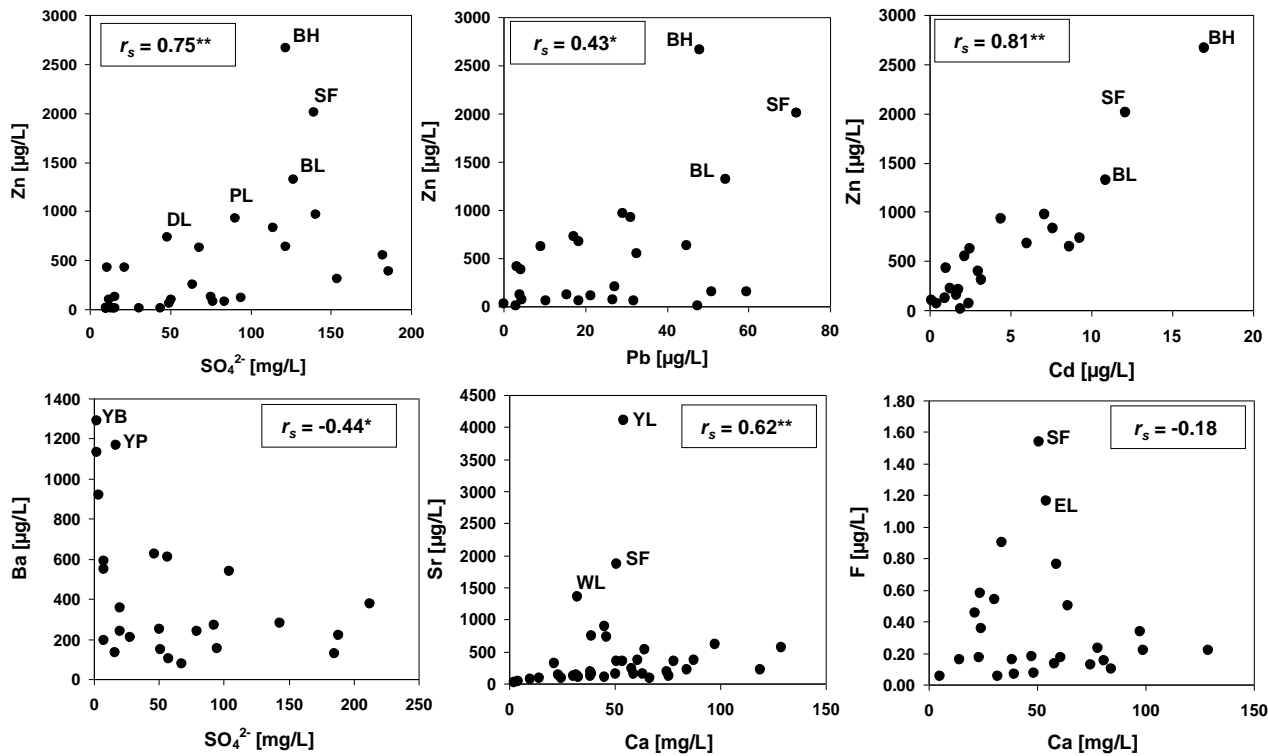 3000
2500
2000
1500
1000
500
0
Zn [µg/L]
rₛ = 0.75**
BH
SF
BL
PL
DL
0 50 100 150 200
SO₄²⁻ [mg/L]
3000
2500
2000
1500
1000
500
0
Zn [µg/L]
rₛ = 0.43*
BH
SF
BL
0 20 40 60 80
Pb [µg/L]
3000
2500
2000
1500
1000
500
0
Zn [µg/L]
rₛ = 0.81**
BH
SF
BL
0 5 10 15 20
Cd [µg/L]
1400
1200
1000
800
600
400
200
0
Ba [µg/L]
rₛ = -0.44*
YB
YP
0 50 100 150 200 250
SO₄²⁻ [mg/L]
4500
4000
3500
3000
2500
2000
1500
1000
500
0
Sr [µg/L]
YL
rₛ = 0.62**
SF
WL
0 50 100 150
Ca [mg/L]
1.80
1.60
1.40
1.20
1.00
0.80
0.60
0.40
0.20
0.00
F [µg/L]
rₛ = -0.18
SF
EL
0 50 100 150
Ca [mg/L]